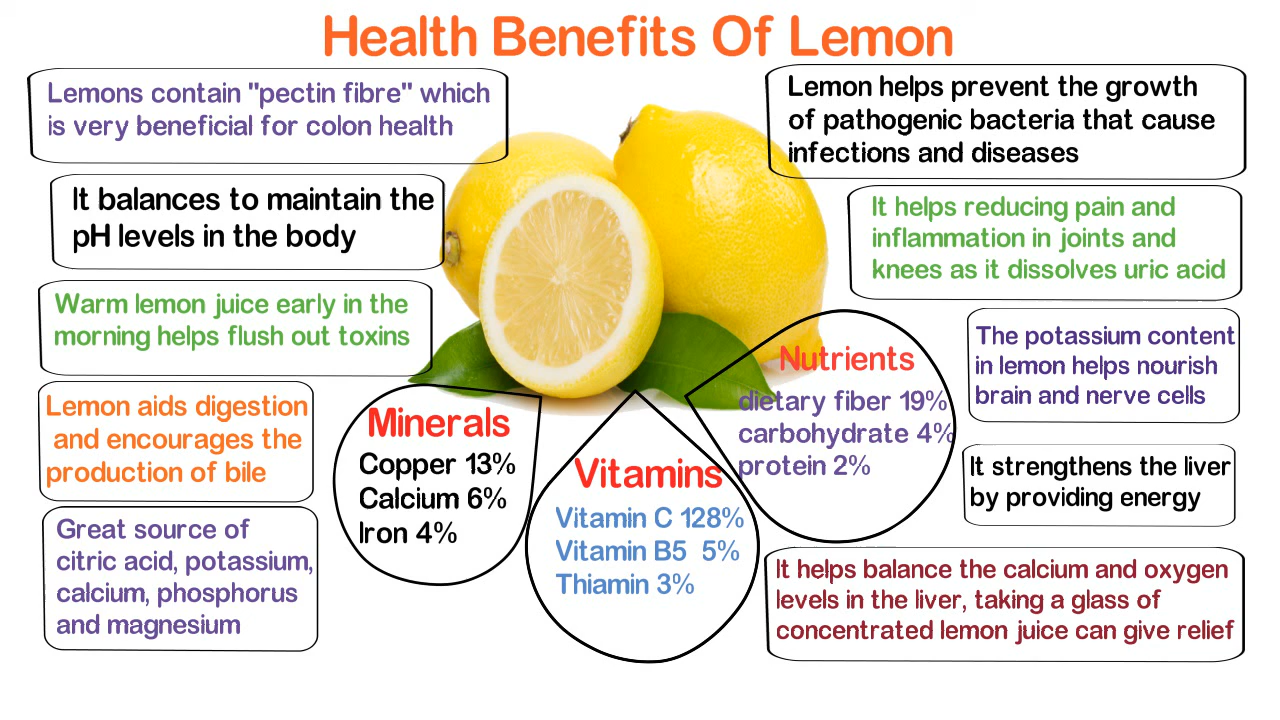 Health Benefits Of Lemon
Lemons contain "pectin fibre" which
is very beneficial for colon health
It balances to maintain the
pH levels in the body
Warm lemon juice early in the
morning helps flush out toxins
Lemon aids digestion
and encourages the
production of bile
Great source of
citric acid, potassium,
calcium, phosphorus
and magnesium
Minerals
Copper 13%
Calcium 6%
Iron 4%
Vitamins
Vitamin C 128%
Vitamin B5 5%
Thiamin 3%
Nutrients
dietary fiber 19%
carbohydrate 4%
protein 2%
Lemon helps prevent the growth
of pathogenic bacteria that cause
infections and diseases
It helps reducing pain and
inflammation in joints and
knees as it dissolves uric acid
The potassium content
in lemon helps nourish
brain and nerve cells
It strengthens the liver
by providing energy
It helps balance the calcium and oxygen
levels in the liver, taking a glass of
concentrated lemon juice can give relief